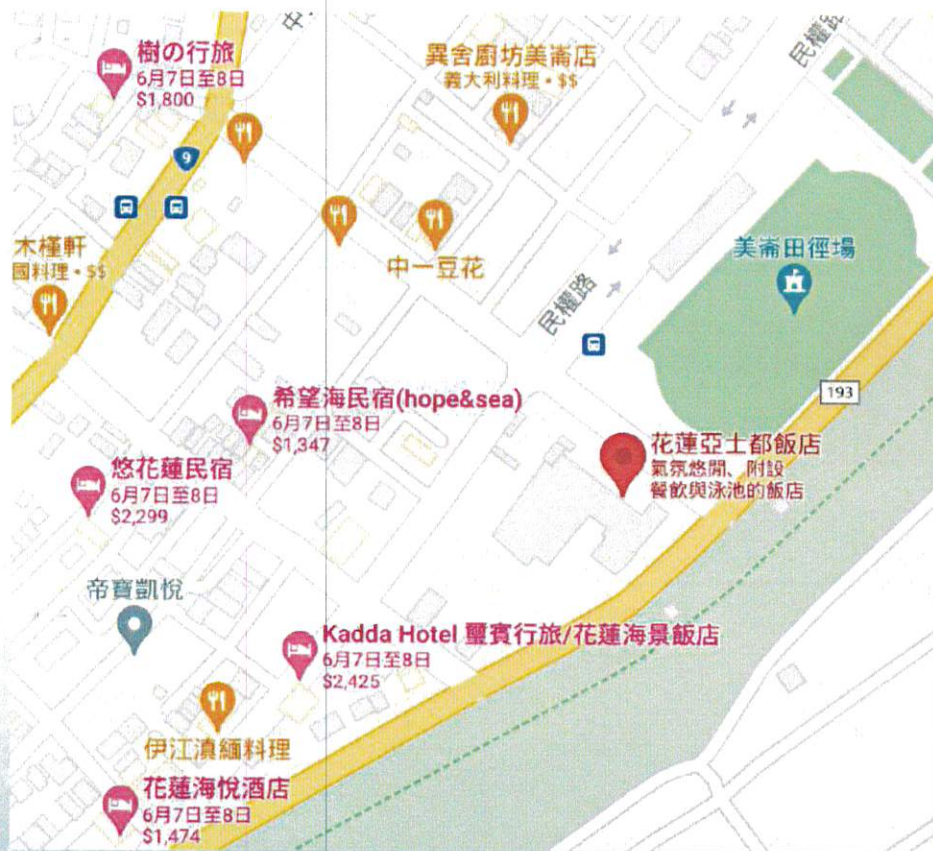 中
樹の行旅
6月7日至8日
$1,800
異舍廚坊美崙店
義大利料理・$$
民權路
9
木槿軒
國料理・$$
中一豆花
美崙田徑場
民權路
193
希望海民宿(hope&sea)
6月7日至8日
$1,347
花蓮亞士都飯店
氣氛悠閒、附設
餐飲與泳池的飯店
悠花蓮民宿
6月7日至8日
$2,299
帝寶凱悅
Kadda Hotel 璽賓行旅/花蓮海景飯店
6月7日至8日
$2,425
伊江滇緬料理
花蓮海悅酒店
6月7日至8日
$1,474